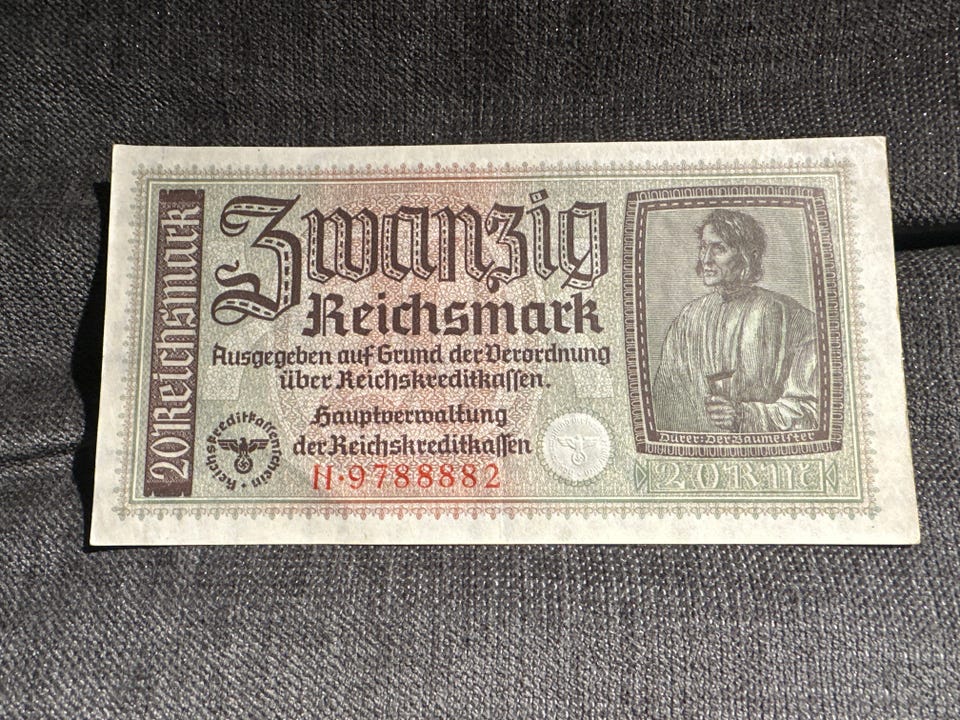 20 Reichsmark
Zwanzig
Reichsmark
Ausgegeben auf Grund der Verordnung
über Reichskreditkassen.
Hauptverwaltung
der Reichskreditkassen
Reichskreditkassenschein
H·9788882
Dürer: Der Baumeister
20 RM